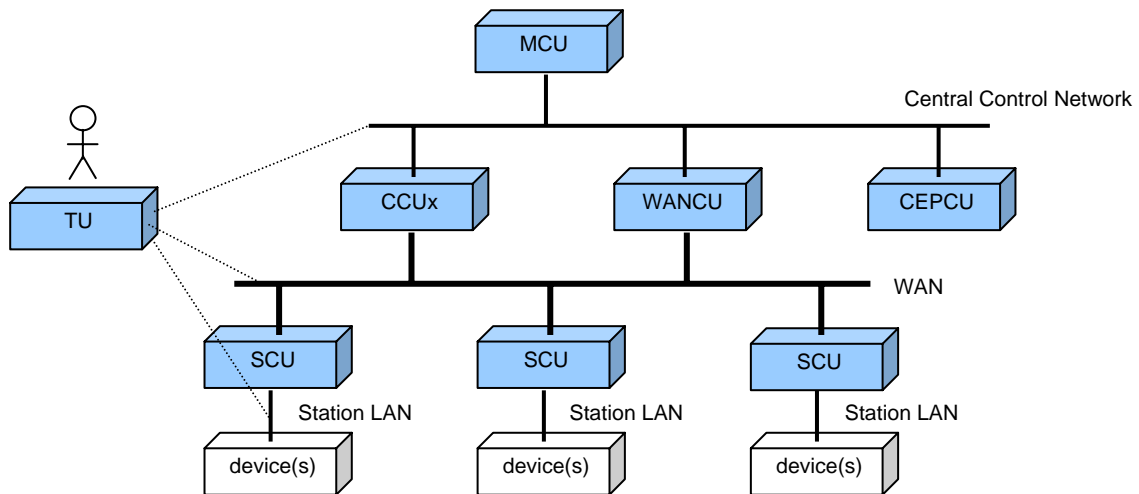 MCU
Central Control Network
TU
CCUx
WANCU
CEPCU
WAN
SCU
SCU
SCU
Station LAN
Station LAN
Station LAN
device(s)
device(s)
device(s)